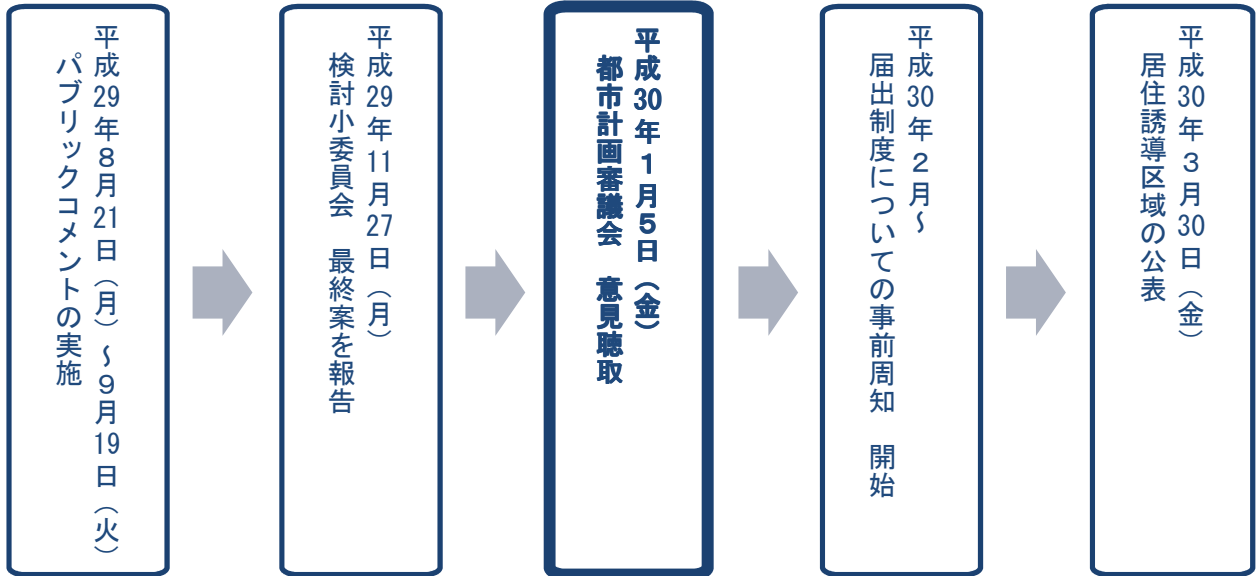 平成29年８月21日（月）～９月19日（火）
パブリックコメントの実施
平成29年11月27日（月）
検討小委員会　最終案を報告
平成30年１月５日（金）
都市計画審議会　意見聴取
平成30年２月～
届出制度についての事前周知　開始
平成30年３月30日（金）
居住誘導区域の公表